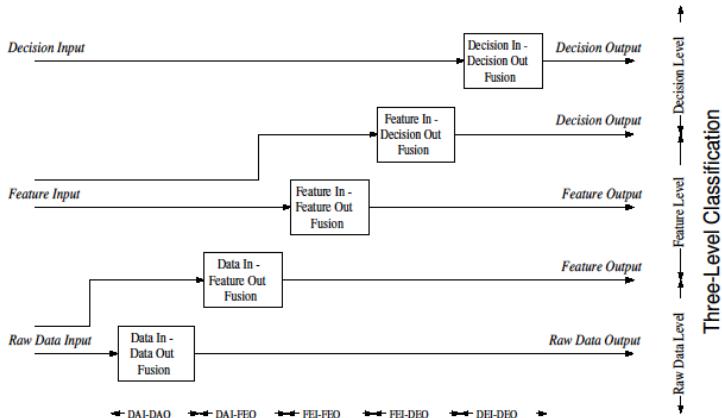 Decision Input
Decision In -
Decision Out
Fusion
Decision Output
Feature In -
Decision Out
Fusion
Decision Output
Feature Input
Feature In -
Feature Out
Fusion
Feature Output
Data In -
Feature Out
Fusion
Feature Output
Raw Data Input
Data In -
Data Out
Fusion
Raw Data Output
DAI-DAO
DAI-FEO
FEI-FEO
FEI-DEO
DEI-DEO
Decision Level
Feature Level
Raw Data Level
Three-Level Classification